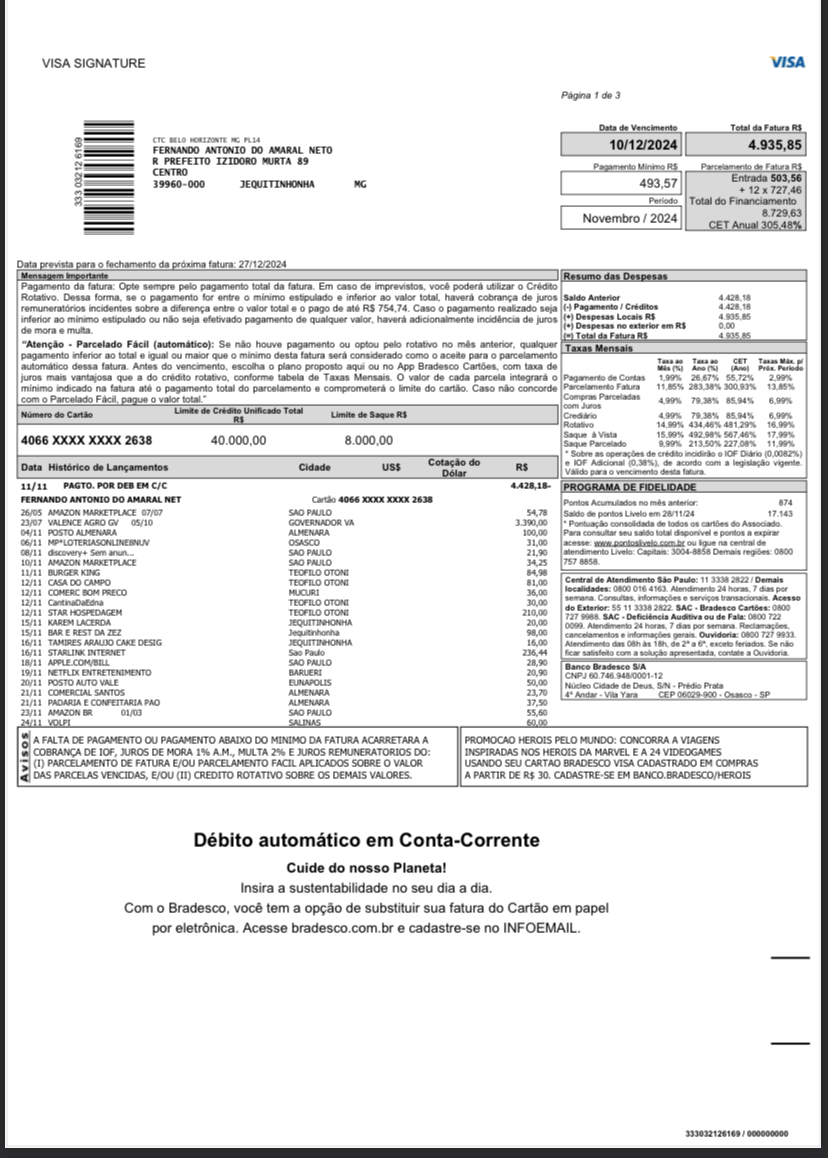 VISA SIGNATURE
VISA
Página 1 de 3
333 03212 6169
CTC BELO HORIZONTE MG PL14
FERNANDO ANTONIO DO AMARAL NETO
R PREFEITO IZIDORO MURTA 89
CENTRO
39960-000 JEQUITINHONHA MG
Data de Vencimento Total da Fatura R$
10/12/2024 4.935,85
Pagamento Mínimo R$ Parcelamento de Fatura R$
493,57
Período
Novembro / 2024
Entrada 503,56
+ 12 x 727,46
Total do Financiamento
8.729,63
CET Anual 305,48%
Data prevista para o fechamento da próxima fatura: 27/12/2024
Mensagem Importante
Pagamento da fatura: Opte sempre pelo pagamento total da fatura. Em caso de imprevistos, você poderá utilizar o Crédito
Rotativo. Dessa forma, se o pagamento for entre o mínimo estipulado e inferior ao valor total, haverá cobrança de juros
remuneratórios incidentes sobre a diferença entre o valor total e o pago de até R$ 754,74. Caso o pagamento realizado seja
inferior ao mínimo estipulado ou não seja efetivado pagamento de qualquer valor, haverá adicionalmente incidência de juros
de mora e multa.
"Atenção - Parcelado Fácil (automático): Se não houve pagamento ou optou pelo rotativo no mês anterior, qualquer
pagamento inferior ao total e igual ou maior que o mínimo desta fatura será considerado como o aceite para o parcelamento
automático dessa fatura. Antes do vencimento, escolha o plano proposto aqui ou no App Bradesco Cartões, com taxa de
juros mais vantajosa que a do crédito rotativo, conforme tabela de Taxas Mensais. O valor de cada parcela integrará o
mínimo indicado na fatura até o pagamento total do parcelamento e comprometerá o limite do cartão. Caso não concorde
com o Parcelado Fácil, pague o valor total."
Número do Cartão Limite de Crédito Unificado Total R$ Limite de Saque R$
4066 XXXX XXXX 2638 40.000,00 8.000,00
Data Histórico de Lançamentos Cidade US$ Cotação do Dólar R$
11/11 PAGTO. POR DEB EM C/C 4.428,18-
FERNANDO ANTONIO DO AMARAL NET Cartão 4066 XXXX XXXX 2638
26/05 AMAZON MARKETPLACE 07/07 SAO PAULO 54,78
23/07 VALENCE AGRO GV 05/10 GOVERNADOR VA 3.390,00
04/11 POSTO ALMENARA ALMENARA 100,00
06/11 MP*LOTERIASONLINE8NUV OSASCO 31,00
08/11 discovery+ Sem anun... SAO PAULO 21,90
10/11 AMAZON MARKETPLACE SAO PAULO 34,25
11/11 BURGER KING TEOFILO OTONI 84,98
12/11 CASA DO CAMPO TEOFILO OTONI 81,00
12/11 COMERC BOM PRECO MUCURI 36,00
12/11 CantinaDaEdna TEOFILO OTONI 30,00
12/11 STAR HOSPEDAGEM TEOFILO OTONI 210,00
15/11 KAREM LACERDA JEQUITINHONHA 20,00
15/11 BAR E REST DA ZEZ Jequitinhonha 98,00
16/11 TAMIRES ARAUJO CAKE DESIG JEQUITINHONHA 16,00
16/11 STARLINK INTERNET Sao Paulo 236,44
18/11 APPLE.COM/BILL SAO PAULO 28,90
19/11 NETFLIX ENTRETENIMENTO BARUERI 20,90
20/11 POSTO AUTO VALE EUNAPOLIS 50,00
21/11 COMERCIAL SANTOS ALMENARA 23,70
21/11 PADARIA E CONFEITARIA PAO ALMENARA 37,50
23/11 AMAZON BR 01/03 SAO PAULO 55,60
24/11 VOLPI SALINAS 60,00
Resumo das Despesas
Saldo Anterior 4.428,18
(-) Pagamento / Créditos 4.428,18
(+) Despesas Locais R$ 4.935,85
(+) Despesas no exterior em R$ 0,00
(=) Total da Fatura R$ 4.935,85
Taxas Mensais
Taxa ao Mês (%) Taxa ao Ano (%) CET (Ano) Taxas Máx. p/ Próx. Período
Pagamento de Contas 1,99% 26,67% 55,72% 2,99%
Parcelamento Fatura 11,85% 283,38% 300,93% 13,85%
Compras Parceladas
com Juros 4,99% 79,38% 85,94% 6,99%
Crediário 4,99% 79,38% 85,94% 6,99%
Rotativo 14,99% 434,46% 481,29% 16,99%
Saque à Vista 15,99% 492,98% 567,46% 17,99%
Saque Parcelado 9,99% 213,50% 227,08% 11,99%
* Sobre as operações de crédito incidirão o IOF Diário (0,0082%)
e IOF Adicional (0,38%), de acordo com a legislação vigente.
Válido para o vencimento desta fatura.
PROGRAMA DE FIDELIDADE
Pontos Acumulados no mês anterior: 874
Saldo de pontos Livelo em 28/11/24 17.143
* Pontuação consolidada de todos os cartões do Associado.
Para consultar seu saldo total disponível e pontos a expirar
acesse: www.pontoslivelo.com.br ou ligue na central de
atendimento Livelo: Capitais: 3004-8858 Demais regiões: 0800
757 8858.
Central de Atendimento São Paulo: 11 3338 2822 / Demais
localidades: 0800 016 4163. Atendimento 24 horas, 7 dias por
semana. Consultas, informações e serviços transacionais. Acesso
do Exterior: 55 11 3338 2822. SAC - Bradesco Cartões: 0800
727 9988. SAC - Deficiência Auditiva ou de Fala: 0800 722
0099. Atendimento 24 horas, 7 dias por semana. Reclamações,
cancelamentos e informações gerais. Ouvidoria: 0800 727 9933.
Atendimento das 08h às 18h, de 2ª a 6ª, exceto feriados. Se não
ficar satisfeito com a solução apresentada, contate a Ouvidoria.
Banco Bradesco S/A
CNPJ 60.746.948/0001-12
Núcleo Cidade de Deus, S/N - Prédio Prata
4º Andar - Vila Yara CEP 06029-900 - Osasco - SP
Avisos
A FALTA DE PAGAMENTO OU PAGAMENTO ABAIXO DO MINIMO DA FATURA ACARRETARA A
COBRANÇA DE IOF, JUROS DE MORA 1% A.M., MULTA 2% E JUROS REMUNERATORIOS DO:
(I) PARCELAMENTO DE FATURA E/OU PARCELAMENTO FACIL APLICADOS SOBRE O VALOR
DAS PARCELAS VENCIDAS, E/OU (II) CREDITO ROTATIVO SOBRE OS DEMAIS VALORES.
PROMOCAO HEROIS PELO MUNDO: CONCORRA A VIAGENS
INSPIRADAS NOS HEROIS DA MARVEL E A 24 VIDEOGAMES
USANDO SEU CARTAO BRADESCO VISA CADASTRADO EM COMPRAS
A PARTIR DE R$ 30. CADASTRE-SE EM BANCO.BRADESCO/HEROIS
Débito automático em Conta-Corrente
Cuide do nosso Planeta!
Insira a sustentabilidade no seu dia a dia.
Com o Bradesco, você tem a opção de substituir sua fatura do Cartão em papel
por eletrônica. Acesse bradesco.com.br e cadastre-se no INFOEMAIL.
333032126169 / 000000000